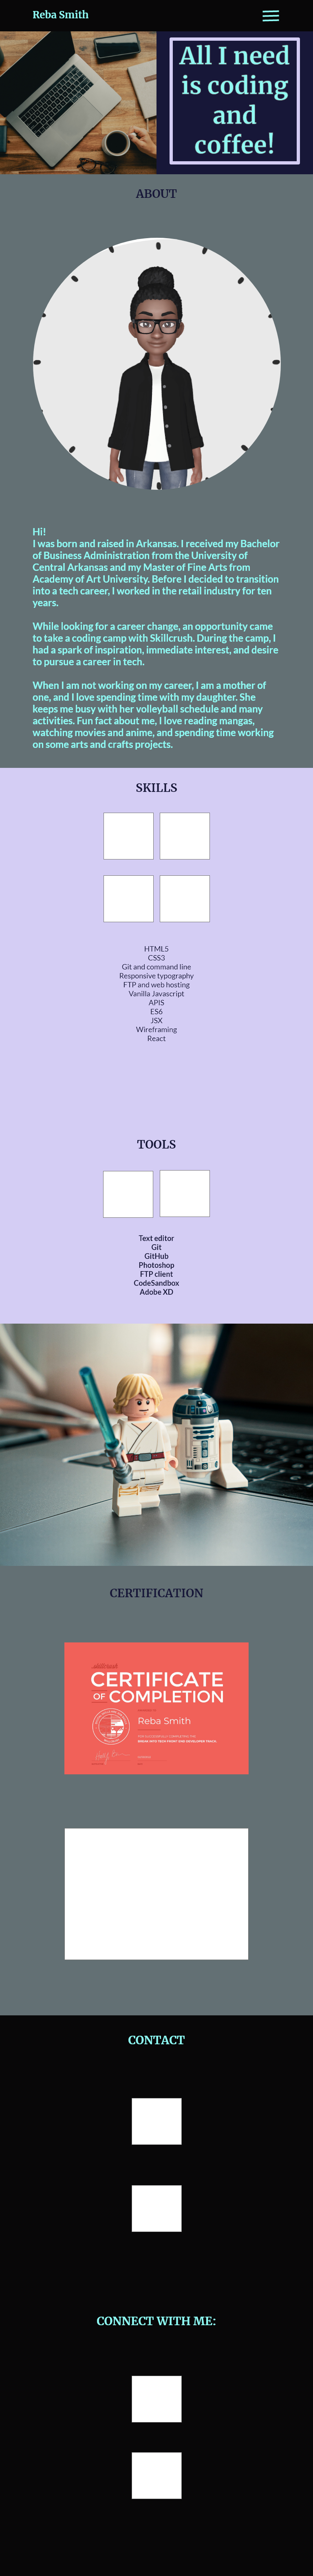 Reba Smith
All I need
is coding
and
coffee!
ABOUT
Hi!
I was born and raised in Arkansas. I received my Bachelor
of Business Administration from the University of
Central Arkansas and my Master of Fine Arts from
Academy of Art University. Before I decided to transition
into a tech career, I worked in the retail industry for ten
years.
While looking for a career change, an opportunity came
to take a coding camp with Skillcrush. During the camp, I
had a spark of inspiration, immediate interest, and desire
to pursue a career in tech.
When I am not working on my career, I am a mother of
one, and I love spending time with my daughter. She
keeps me busy with her volleyball schedule and many
activities. Fun fact about me, I love reading mangas,
watching movies and anime, and spending time working
on some arts and crafts projects.
SKILLS
HTML5
CSS3
Git and command line
Responsive typography
FTP and web hosting
Vanilla Javascript
APIS
ES6
JSX
Wireframing
React
TOOLS
Text editor
Git
GitHub
Photoshop
FTP client
CodeSandbox
Adobe XD
CERTIFICATION
CERTIFICATE
OF COMPLETION
Reba Smith
BREAK INTO TECH FRONT END DEVELOPER TRACK.
CONTACT
CONNECT WITH ME: